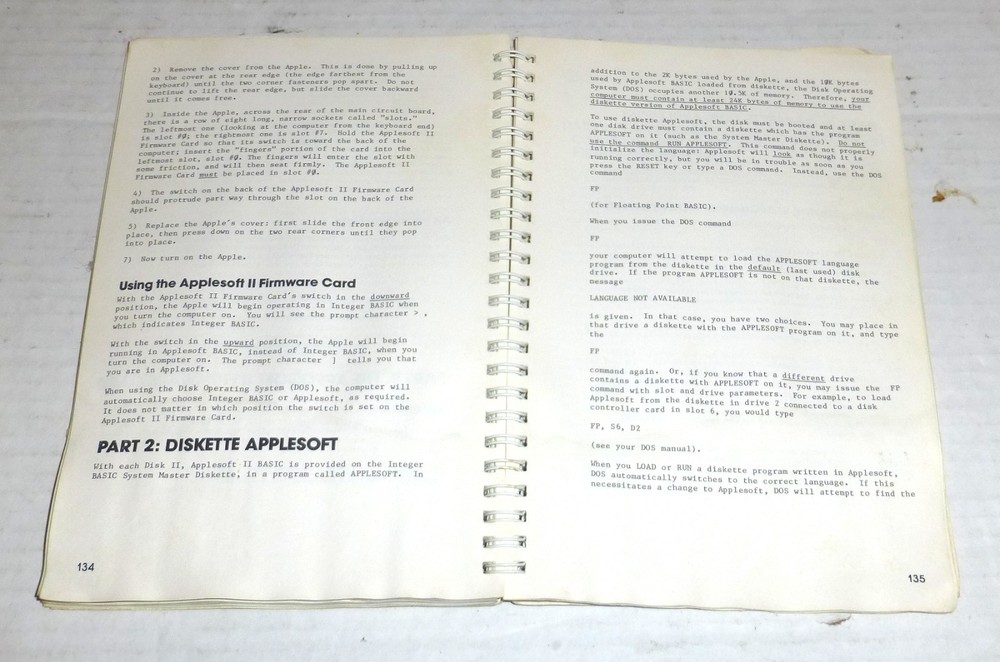 2) Remove the cover from the Apple. This is done by pulling up
on the cover at the rear edge (the edge farthest from the
keyboard) until the two corner fasteners pop apart. Do not
continue to lift the rear edge, but slide the cover backward
until it comes free.
3) Inside the Apple, across the rear of the main circuit board,
there is a row of eight long, narrow sockets called "slots."
The leftmost one (looking at the computer from the keyboard end)
is slot #0; the rightmost one is slot #7. Hold the Applesoft II
Firmware Card so that its switch is toward the back of the
computer; insert the "fingers" portion of the card into the
leftmost slot, slot #0. The fingers will enter the slot with
some friction, and will then seat firmly. The Applesoft II
Firmware Card must be placed in slot #0.
4) The switch on the back of the Applesoft II Firmware Card
should protrude part way through the slot on the back of the
Apple.
5) Replace the Apple's cover: first slide the front edge into
place, then press down on the two rear corners until they pop
into place.
7) Now turn on the Apple.
Using the Applesoft II Firmware Card
With the Applesoft II Firmware Card's switch in the downward
position, the Apple will begin operating in Integer BASIC when
you turn the computer on. You will see the prompt character > ,
which indicates Integer BASIC.
With the switch in the upward position, the Apple will begin
running in Applesoft BASIC, instead of Integer BASIC, when you
turn the computer on. The prompt character ] tells you that
you are in Applesoft.
When using the Disk Operating System (DOS), the computer will
automatically choose Integer BASIC or Applesoft, as required.
It does not matter in which position the switch is set on the
Applesoft II Firmware Card.
PART 2: DISKETTE APPLESOFT
With each Disk II, Applesoft II BASIC is provided on the Integer
BASIC System Master Diskette, in a program called APPLESOFT. In
134
addition to the 2K bytes used by the Apple, and the 10K bytes
used by Applesoft BASIC loaded from diskette, the Disk Operating
System (DOS) occupies another 10.5K of memory. Therefore, your
computer must contain at least 24K bytes of memory to use the
diskette version of Applesoft BASIC.
To use diskette Applesoft, the disk must be booted and at least
one disk drive must contain a diskette which has the program
APPLESOFT on it (such as the System Master Diskette). Do not
use the command RUN APPLESOFT. This command does not properly
initialize the language: Applesoft will look as though it is
running correctly, but you will be in trouble as soon as you
press the RESET key or type a DOS command. Instead, use the DOS
command
FP
(for Floating Point BASIC).
When you issue the DOS command
FP
your computer will attempt to load the APPLESOFT language
program from the diskette in the default (last used) disk
drive. If the program APPLESOFT is not on that diskette, the
message
LANGUAGE NOT AVAILABLE
is given. In that case, you have two choices. You may place in
that drive a diskette with the APPLESOFT program on it, and type
the
FP
command again. Or, if you know that a different drive
contains a diskette with APPLESOFT on it, you may issue the FP
command with slot and drive parameters. For example, to load
Applesoft from the diskette in drive 2 connected to a disk
controller card in slot 6, you would type
FP, S6, D2
(see your DOS manual).
When you LOAD or RUN a diskette program written in Applesoft,
DOS automatically switches to the correct language. If this
necessitates a change to Applesoft, DOS will attempt to find the
135